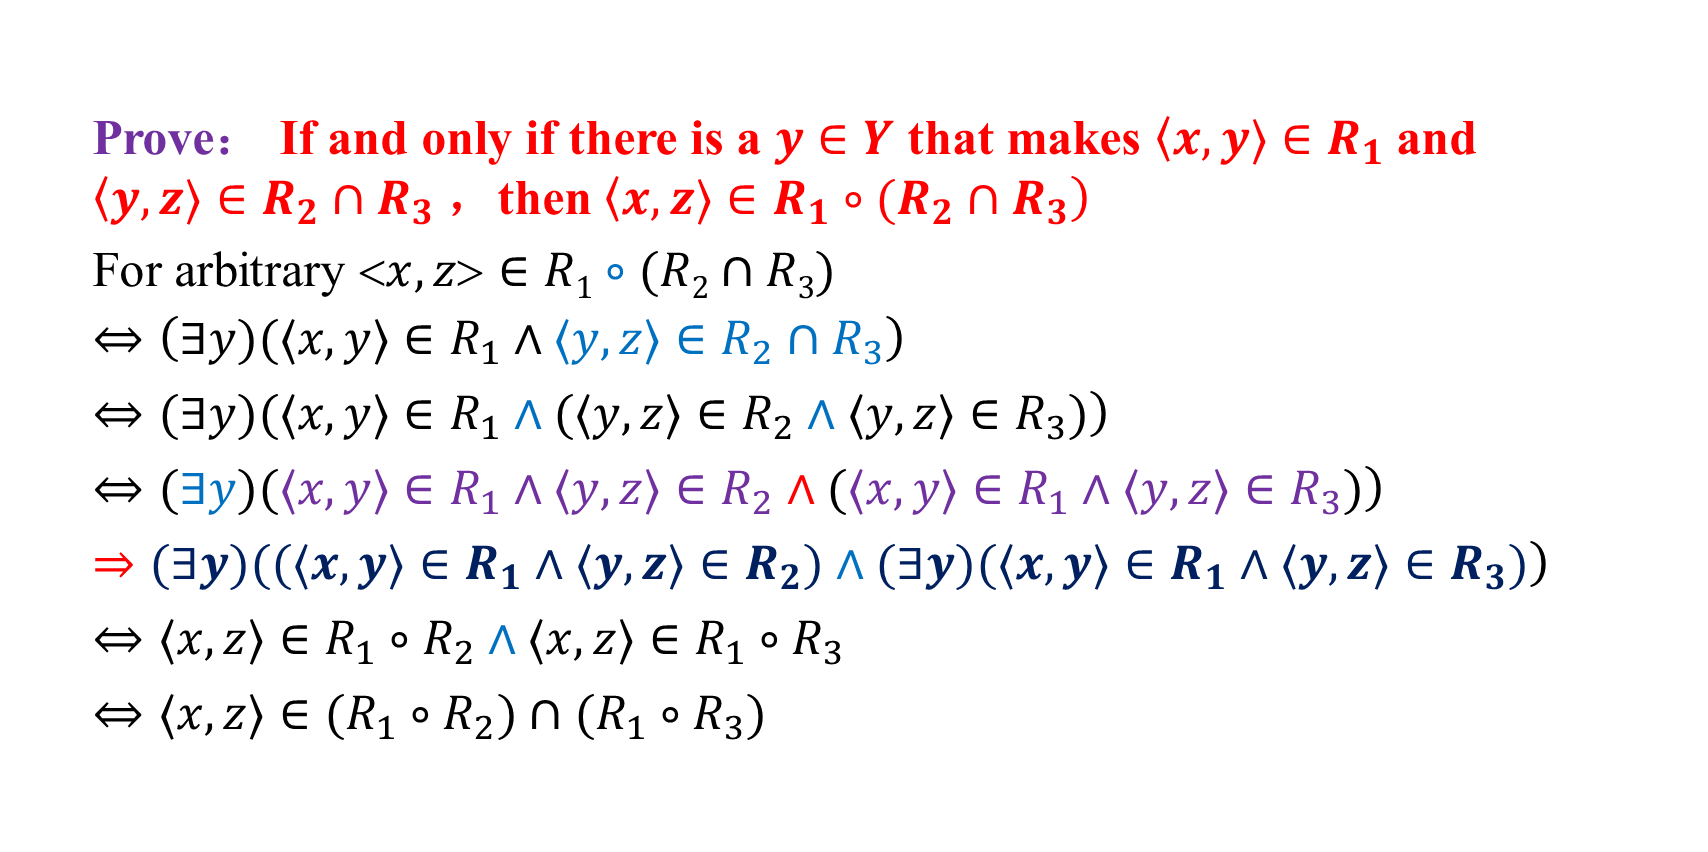 Prove： If and only if there is a 𝒚 ∈ 𝒀 that makes ⟨𝒙, 𝒚⟩ ∈ 𝑹₁ and
⟨𝒚, 𝒛⟩ ∈ 𝑹₂ ∩ 𝑹₃ ， then ⟨𝒙, 𝒛⟩ ∈ 𝑹₁ ∘ (𝑹₂ ∩ 𝑹₃)
For arbitrary <𝑥, 𝑧> ∈ 𝑅₁ ∘ (𝑅₂ ∩ 𝑅₃)
⇔ (∃𝑦)(⟨𝑥, 𝑦⟩ ∈ 𝑅₁ ∧ ⟨𝑦, 𝑧⟩ ∈ 𝑅₂ ∩ 𝑅₃)
⇔ (∃𝑦)(⟨𝑥, 𝑦⟩ ∈ 𝑅₁ ∧ (⟨𝑦, 𝑧⟩ ∈ 𝑅₂ ∧ ⟨𝑦, 𝑧⟩ ∈ 𝑅₃))
⇔ (∃𝑦)(⟨𝑥, 𝑦⟩ ∈ 𝑅₁ ∧ ⟨𝑦, 𝑧⟩ ∈ 𝑅₂ ∧ (⟨𝑥, 𝑦⟩ ∈ 𝑅₁ ∧ ⟨𝑦, 𝑧⟩ ∈ 𝑅₃))
⇒ (∃𝒚)((⟨𝒙, 𝒚⟩ ∈ 𝑹₁ ∧ ⟨𝒚, 𝒛⟩ ∈ 𝑹₂) ∧ (∃𝒚)(⟨𝒙, 𝒚⟩ ∈ 𝑹₁ ∧ ⟨𝒚, 𝒛⟩ ∈ 𝑹₃))
⇔ ⟨𝑥, 𝑧⟩ ∈ 𝑅₁ ∘ 𝑅₂ ∧ ⟨𝑥, 𝑧⟩ ∈ 𝑅₁ ∘ 𝑅₃
⇔ ⟨𝑥, 𝑧⟩ ∈ (𝑅₁ ∘ 𝑅₂) ∩ (𝑅₁ ∘ 𝑅₃)